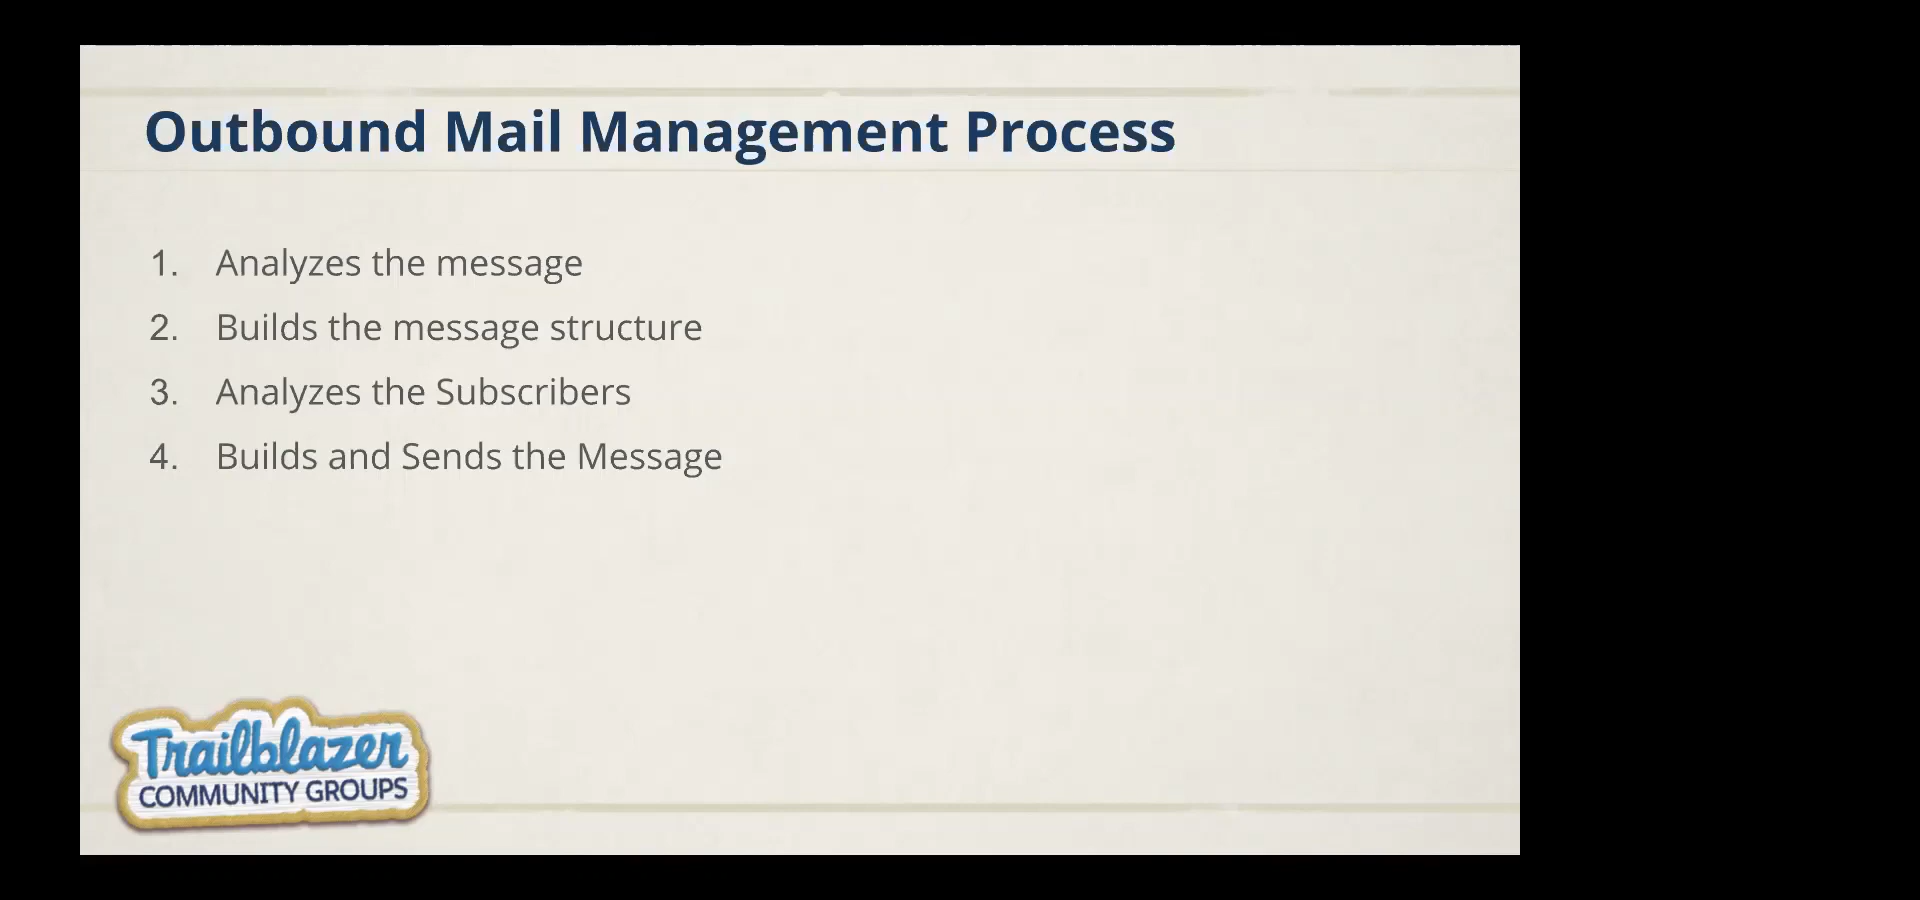 Outbound Mail Management Process
1. Analyzes the message
2. Builds the message structure
3. Analyzes the Subscribers
4. Builds and Sends the Message
Trailblazer
COMMUNITY GROUPS